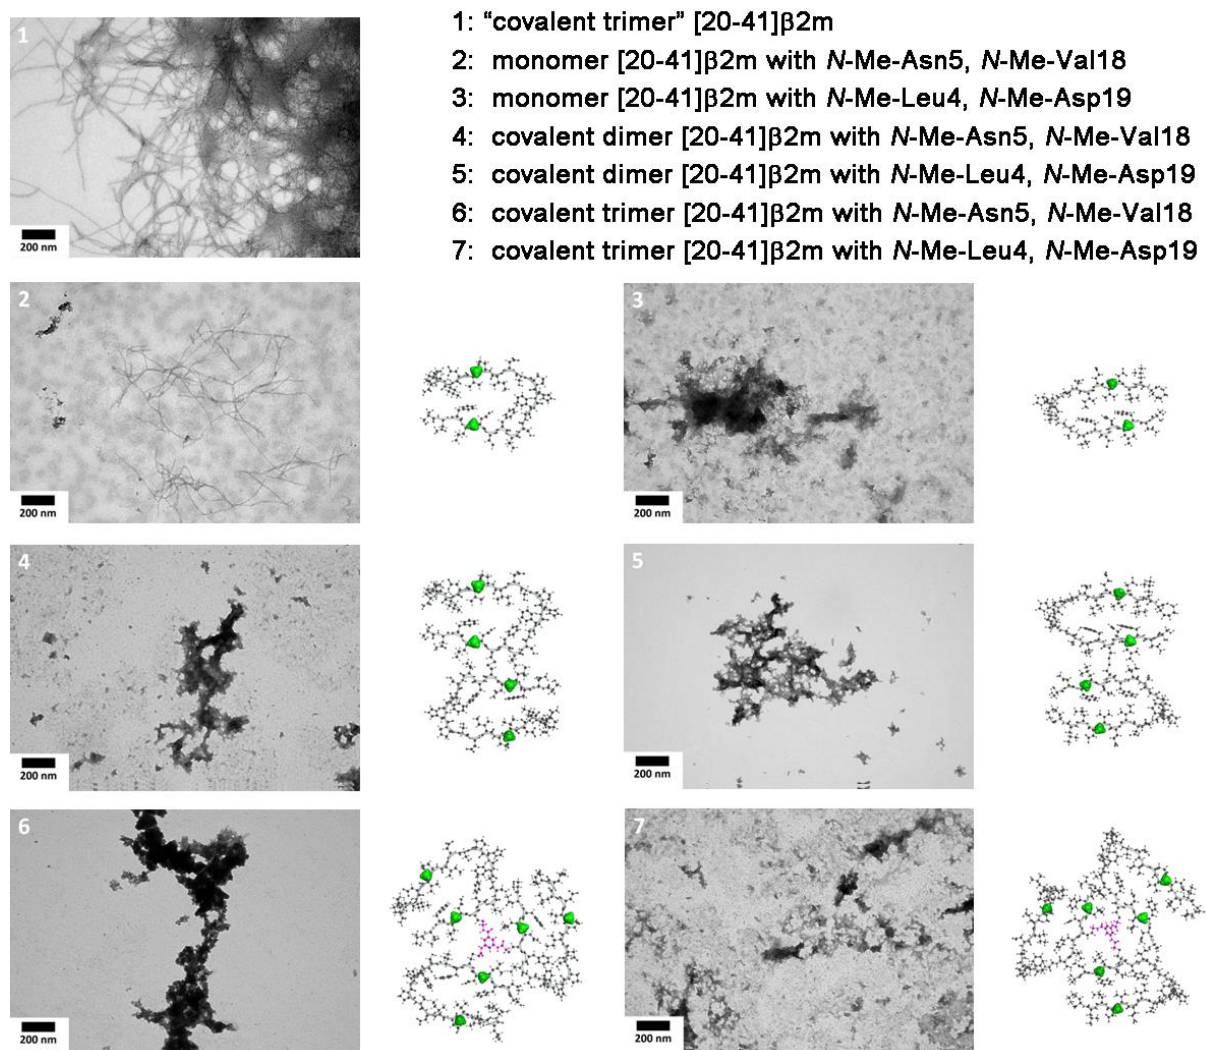 1
1: “covalent trimer” [20-41]β2m
2: monomer [20-41]β2m with N-Me-Asn5, N-Me-Val18
3: monomer [20-41]β2m with N-Me-Leu4, N-Me-Asp19
4: covalent dimer [20-41]β2m with N-Me-Asn5, N-Me-Val18
5: covalent dimer [20-41]β2m with N-Me-Leu4, N-Me-Asp19
6: covalent trimer [20-41]β2m with N-Me-Asn5, N-Me-Val18
7: covalent trimer [20-41]β2m with N-Me-Leu4, N-Me-Asp19
200 nm
2
3
200 nm
200 nm
4
5
200 nm
200 nm
6
7
200 nm
200 nm